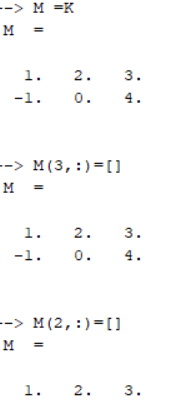 --> M =K
M  =
1.   2.   3.
-1.   0.   4.
--> M(3,:)=[]
M  =
1.   2.   3.
-1.   0.   4.
--> M(2,:)=[]
M  =
1.   2.   3.